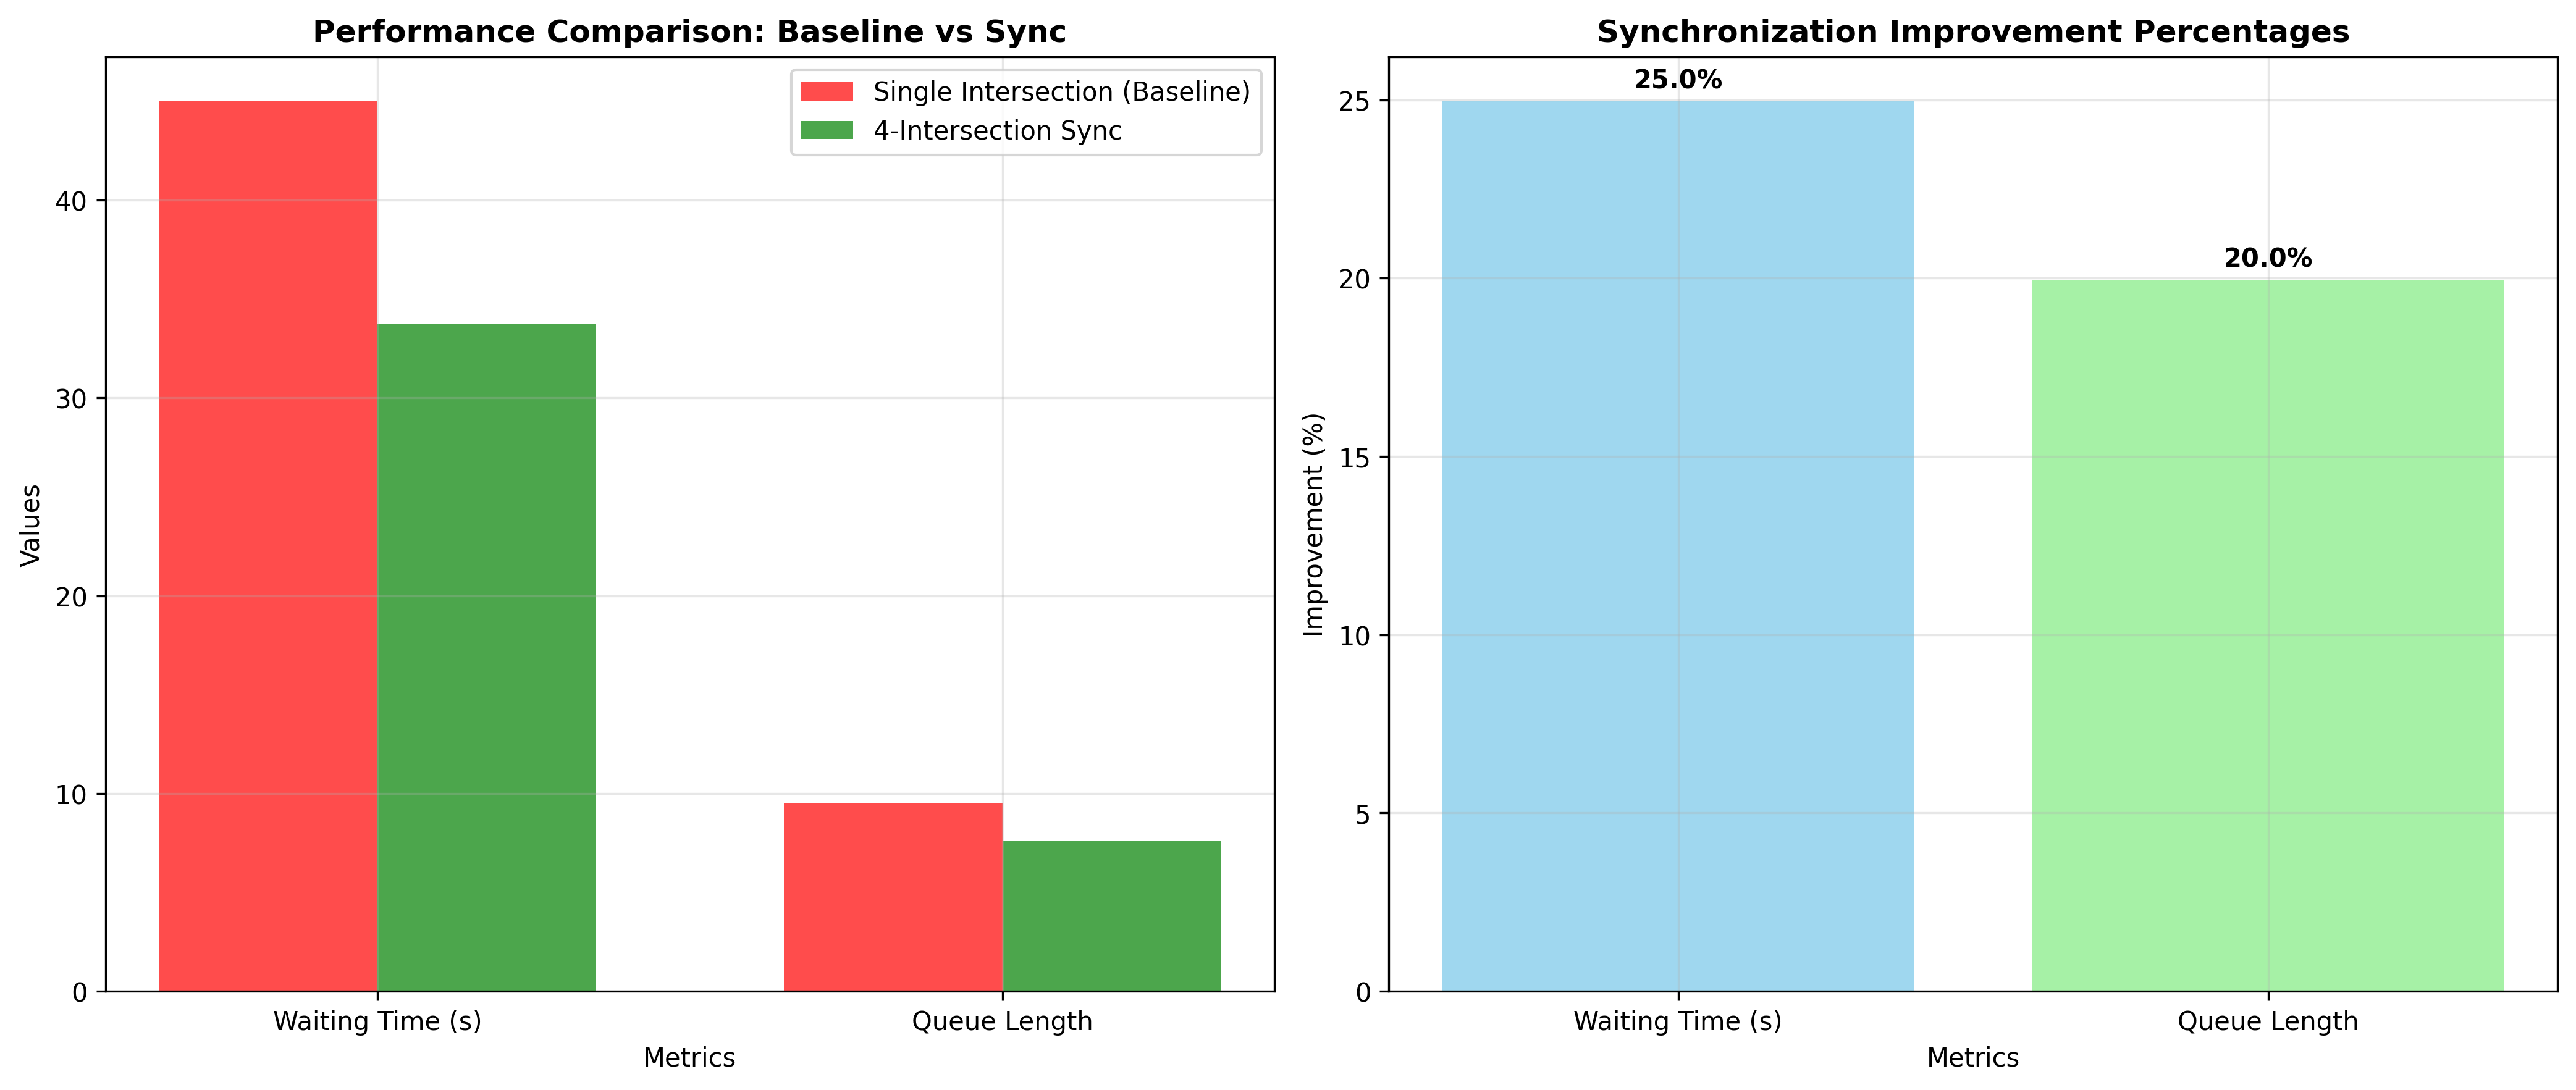 Performance Comparison: Baseline vs Sync
Single Intersection (Baseline)
4-Intersection Sync
Values
40
30
20
10
0
Waiting Time (s)
Queue Length
Metrics
Synchronization Improvement Percentages
25.0%
20.0%
Improvement (%)
25
20
15
10
5
0
Waiting Time (s)
Queue Length
Metrics